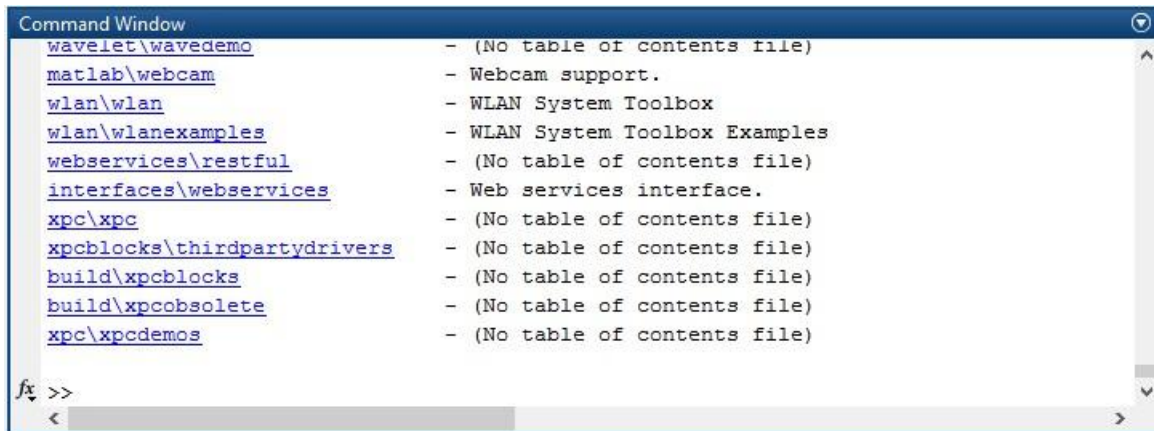 Command Window
wavelet\wavedemo - (No table of contents file)
matlab\webcam - Webcam support.
wlan\wlan - WLAN System Toolbox
wlan\wlanexamples - WLAN System Toolbox Examples
webservices\restful - (No table of contents file)
interfaces\webservices - Web services interface.
xpc\xpc - (No table of contents file)
xpcblocks\thirdpartydrivers - (No table of contents file)
build\xpcblocks - (No table of contents file)
build\xpcobsolete - (No table of contents file)
xpc\xpcdemos - (No table of contents file)
fx >>